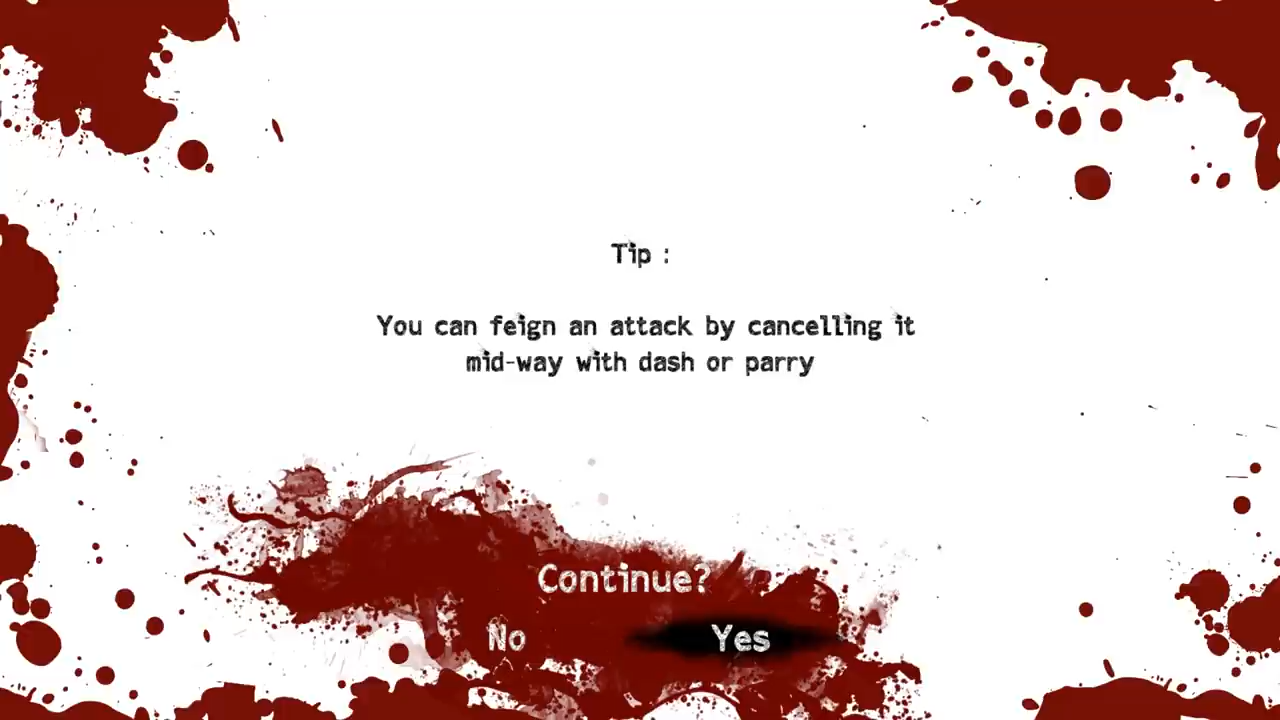 Tip :
You can feign an attack by cancelling it
mid-way with dash or parry
Continue?
No Yes